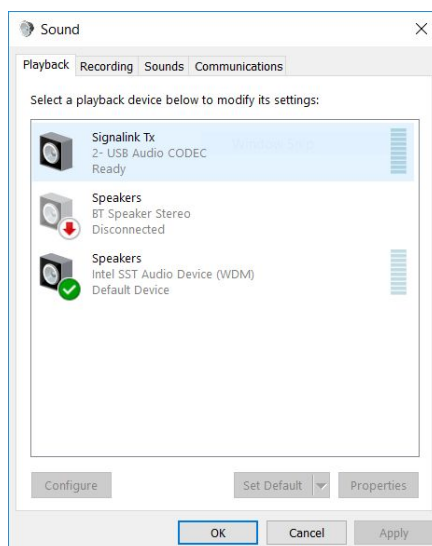 Sound
Playback Recording Sounds Communications
Select a playback device below to modify its settings:
Signalink Tx
2- USB Audio CODEC
Ready
Speakers
BT Speaker Stereo
Disconnected
Speakers
Intel SST Audio Device (WDM)
Default Device
Configure Set Default Properties
OK Cancel Apply